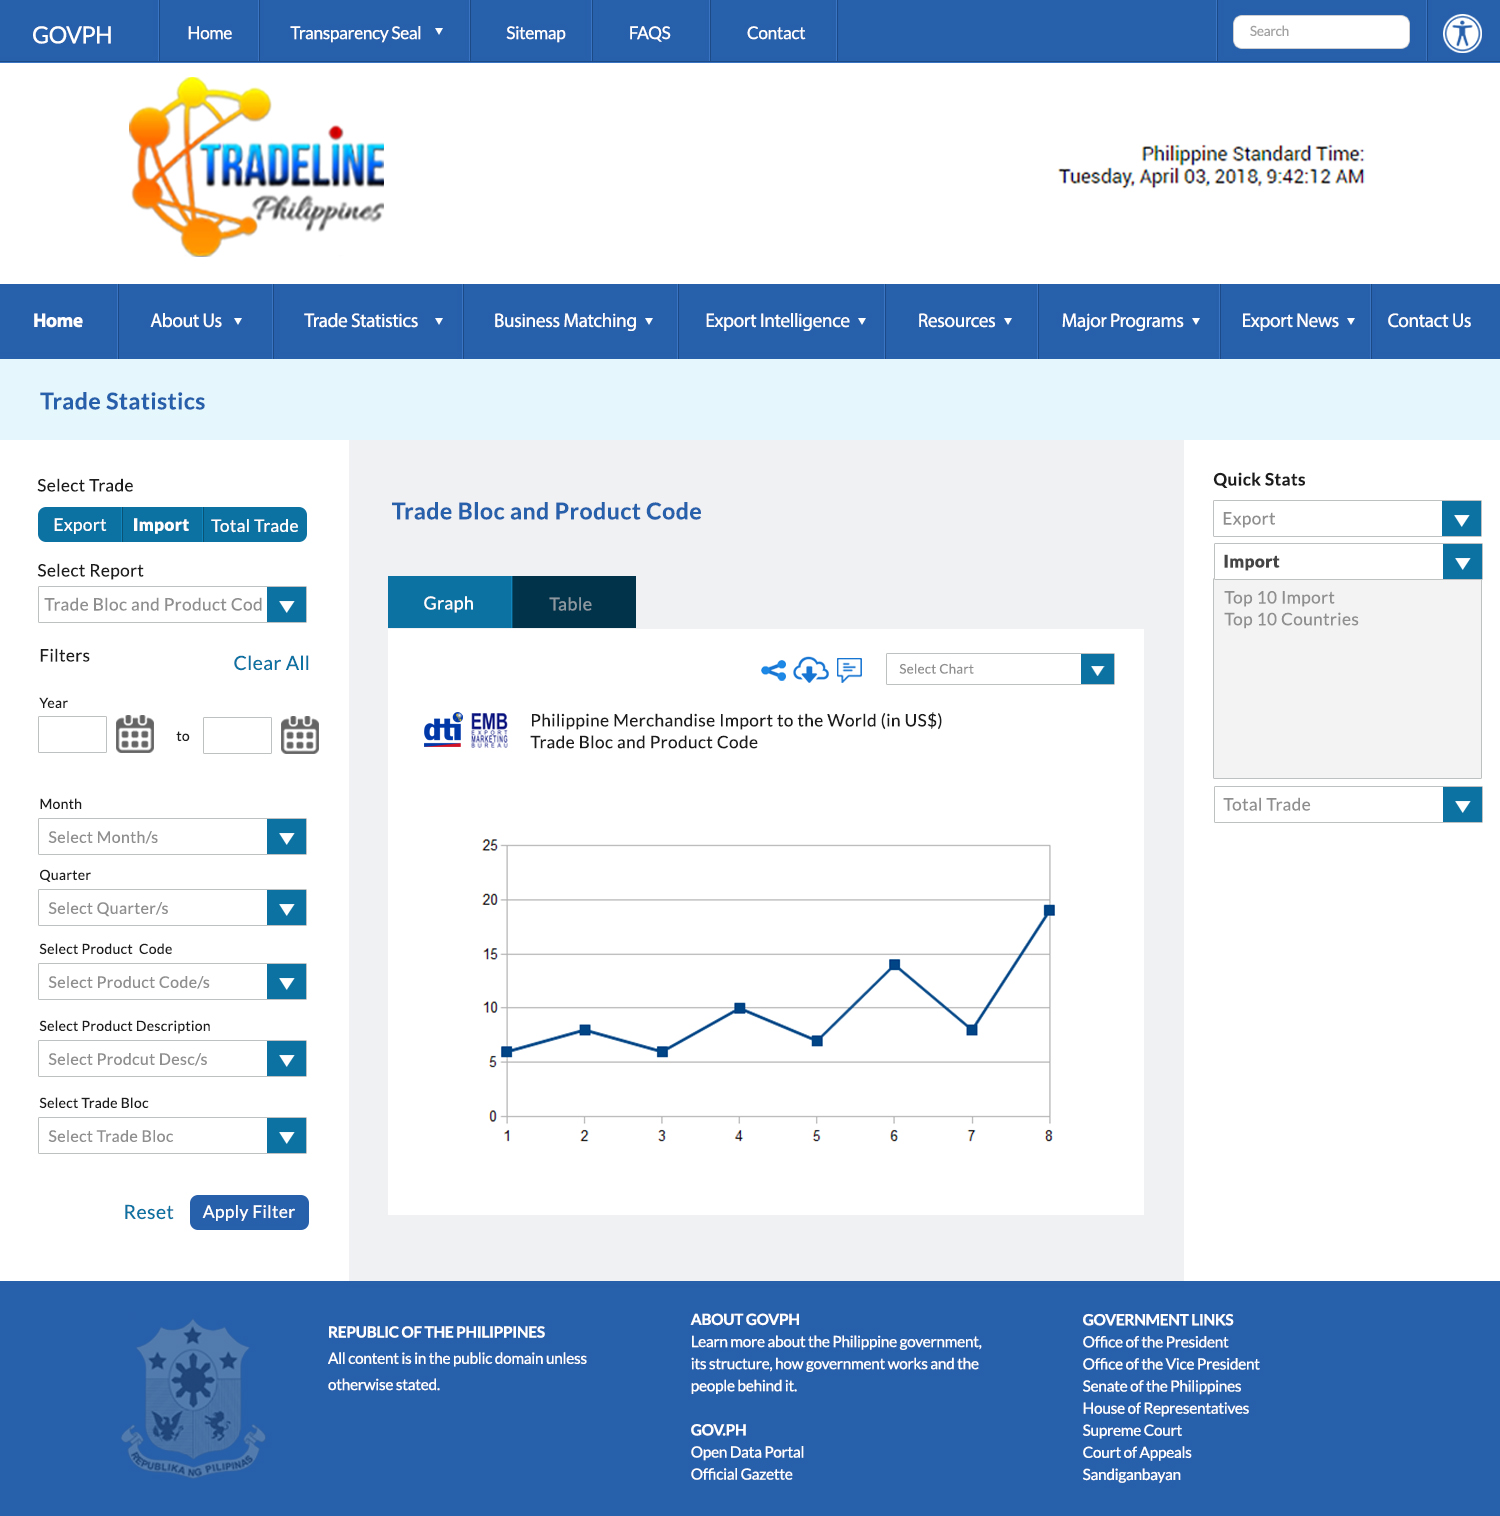 GOVPH
Home
Transparency Seal
Sitemap
FAQS
Contact
Search
TRADELINE
Philippines
Philippine Standard Time:
Tuesday, April 03, 2018, 9:42:12 AM
Home
About Us
Trade Statistics
Business Matching
Export Intelligence
Resources
Major Programs
Export News
Contact Us
Trade Statistics
Select Trade
Export
Import
Total Trade
Select Report
Trade Bloc and Product Cod
Filters
Clear All
Year
to
Month
Select Month/s
Quarter
Select Quarter/s
Select Product  Code
Select Product Code/s
Select Product Description
Select Prodcut Desc/s
Select Trade Bloc
Select Trade Bloc
Reset
Apply Filter
Trade Bloc and Product Code
Graph
Table
Select Chart
dti
EMB
EXPORT
MARKETING
BUREAU
Philippine Merchandise Import to the World (in US$)
Trade Bloc and Product Code
25
20
15
10
5
0
1 2 3 4 5 6 7 8
Quick Stats
Export
Import
Top 10 Import
Top 10 Countries
Total Trade
REPUBLIKA NG PILIPINAS
REPUBLIC OF THE PHILIPPINES
All content is in the public domain unless
otherwise stated.
ABOUT GOVPH
Learn more about the Philippine government,
its structure, how government works and the
people behind it.
GOV.PH
Open Data Portal
Official Gazette
GOVERNMENT LINKS
Office of the President
Office of the Vice President
Senate of the Philippines
House of Representatives
Supreme Court
Court of Appeals
Sandiganbayan